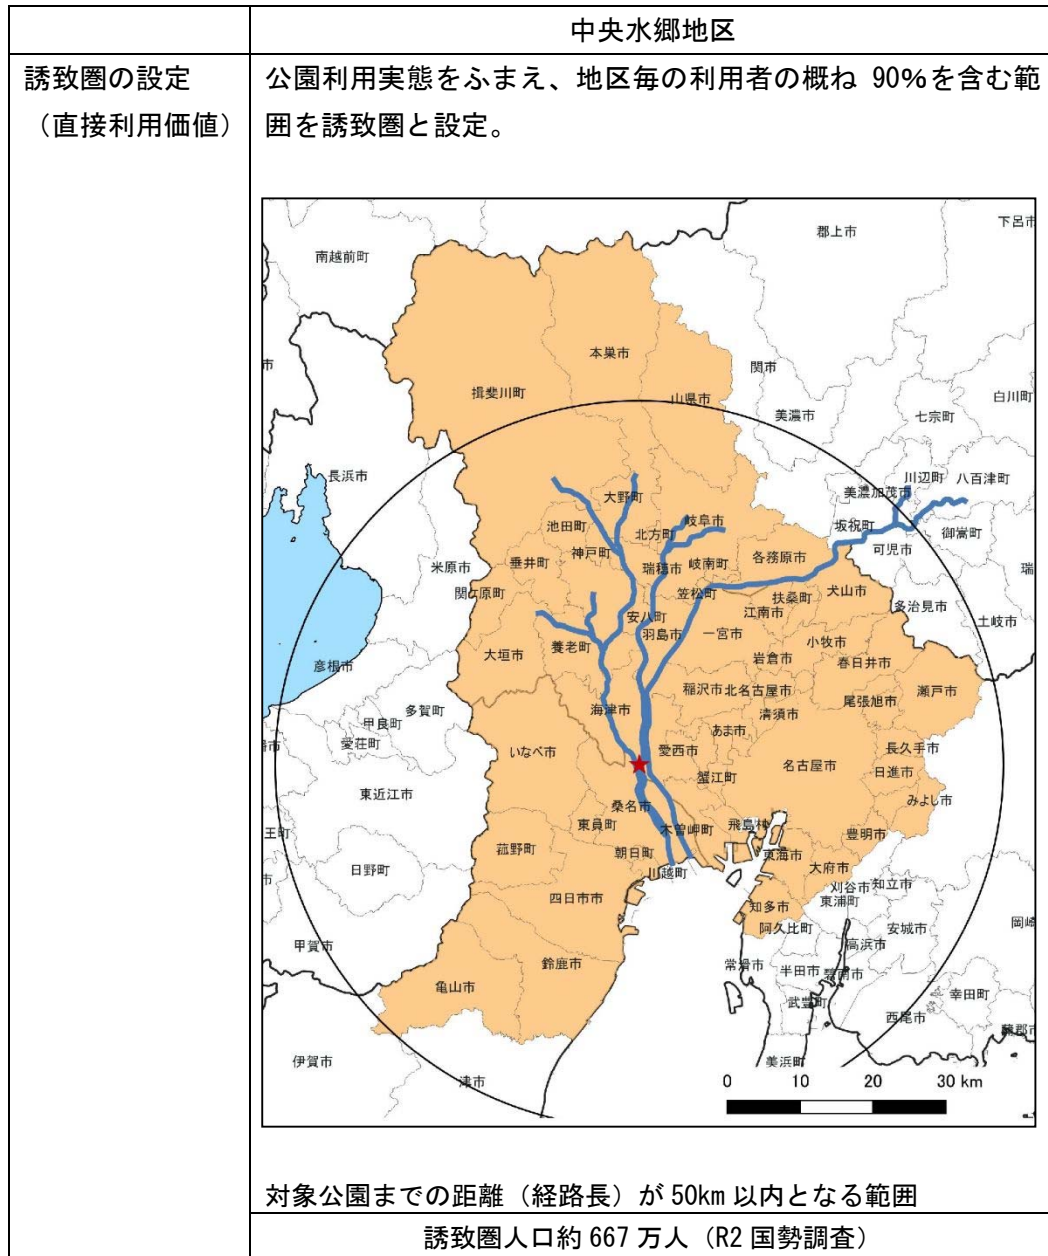 中央水郷地区
誘致圏の設定
（直接利用価値）
公園利用実態をふまえ、地区毎の利用者の概ね 90%を含む範
囲を誘致圏と設定。
下呂市
郡上市
南越前町
本巣市
関市
市
揖斐川町
山県市
白川町
美濃市
七宗町
長浜市
川辺町
八百津町
美濃加茂市
大野町
岐阜市
池田町
北方町
坂祝町
御嵩町
神戸町
可児市
各務原市
垂井町
米原市
瑞穂市
岐南町
瑞
関ケ原町
笠松町
扶桑町
犬山市
多治見市
江南市
安八町
土岐市
羽島市
一宮市
小牧市
大垣市
養老町
岩倉市
春日井市
彦根市
稲沢市
北名古屋市
瀬戸市
尾張旭市
海津市
清須市
多賀町
甲良町
あま市
愛荘町
いなべ市
愛西市
長久手市
名古屋市
日進市
蟹江町
東近江市
みよし市
桑名市
東員町
木曽岬町
飛島村
豊明市
王町
菰野町
朝日町
東海市
大府市
日野町
川越町
刈谷市
知立市
市
四日市市
知多市
東浦町
阿久比町
安城市
岡崎
甲賀市
高浜市
鈴鹿市
常滑市
半田市
碧南市
亀山市
幸田町
武豊町
西尾市
蒲郡市
伊賀市
美浜町
津市
0 10 20 30 km
対象公園までの距離（経路長）が 50km 以内となる範囲
誘致圏人口約 667 万人（R2 国勢調査）